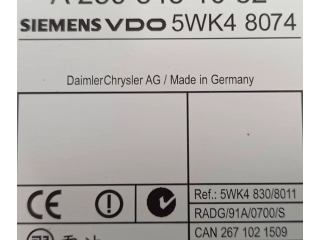 SIEMENS VDO 5WK4 8074
DaimlerChrysler AG / Made in Germany
CE
Ref.: 5WK4 830/8011
RADG/91A/0700/S
CAN 267 102 1509